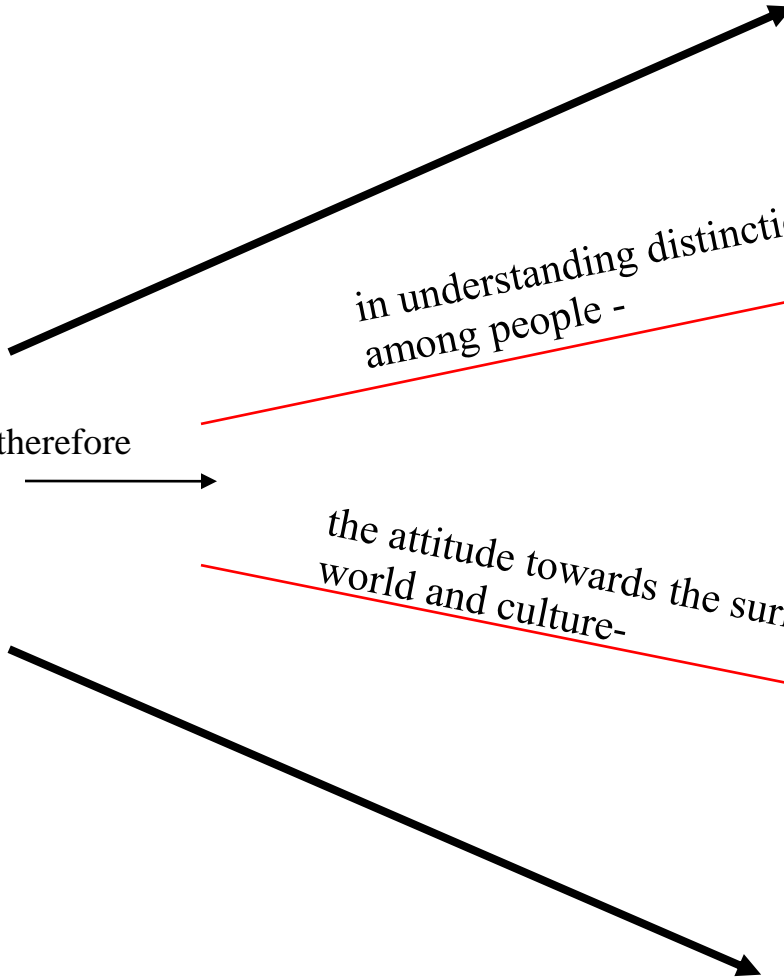 in understanding
among people -
therefore
the attitude towards the
world and culture-